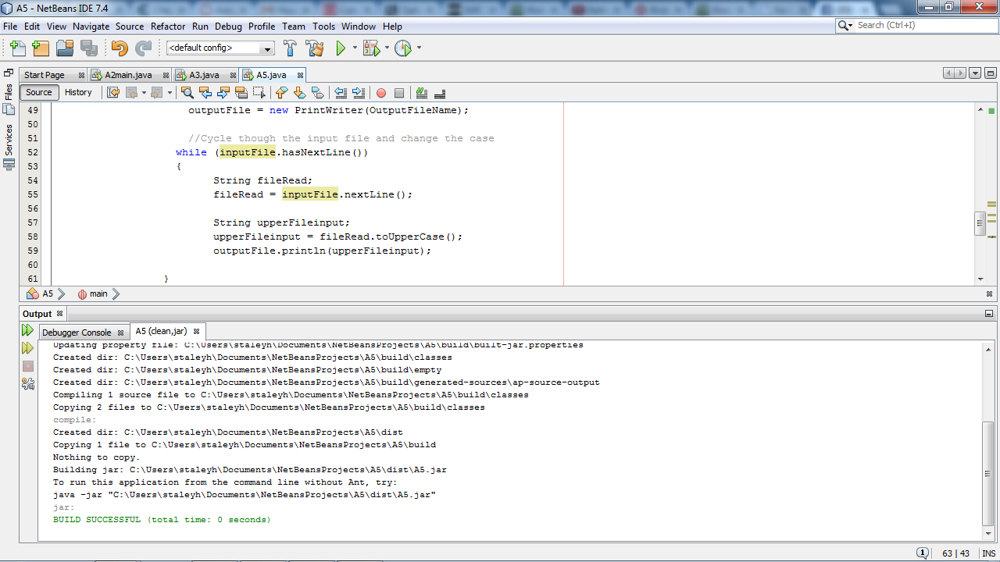 A5 - NetBeans IDE 7.4
File Edit View Navigate Source Refactor Run Debug Profile Team Tools Window Help
Search (Ctrl+I)
<default config>
Start Page A2main.java A3.java A5.java
Source History
Files
Services
49 outputFile = new PrintWriter(OutputFileName);
50
51 //Cycle though the input file and change the case
52 while (inputFile.hasNextLine())
53 {
54 String fileRead;
55 fileRead = inputFile.nextLine();
56
57 String upperFileinput;
58 upperFileinput = fileRead.toUpperCase();
59 outputFile.println(upperFileinput);
60
61 }
A5 main
Output
Debugger Console A5 (clean,jar)
Updating property file: C:\Users\staleyh\Documents\NetBeansProjects\A5\build\built-jar.properties
Created dir: C:\Users\staleyh\Documents\NetBeansProjects\A5\build\classes
Created dir: C:\Users\staleyh\Documents\NetBeansProjects\A5\build\empty
Created dir: C:\Users\staleyh\Documents\NetBeansProjects\A5\build\generated-sources\ap-source-output
Compiling 1 source file to C:\Users\staleyh\Documents\NetBeansProjects\A5\build\classes
Copying 2 files to C:\Users\staleyh\Documents\NetBeansProjects\A5\build\classes
compile:
Created dir: C:\Users\staleyh\Documents\NetBeansProjects\A5\dist
Copying 1 file to C:\Users\staleyh\Documents\NetBeansProjects\A5\build
Nothing to copy.
Building jar: C:\Users\staleyh\Documents\NetBeansProjects\A5\dist\A5.jar
To run this application from the command line without Ant, try:
java -jar "C:\Users\staleyh\Documents\NetBeansProjects\A5\dist\A5.jar"
jar:
BUILD SUCCESSFUL (total time: 0 seconds)
1 63 | 43 INS